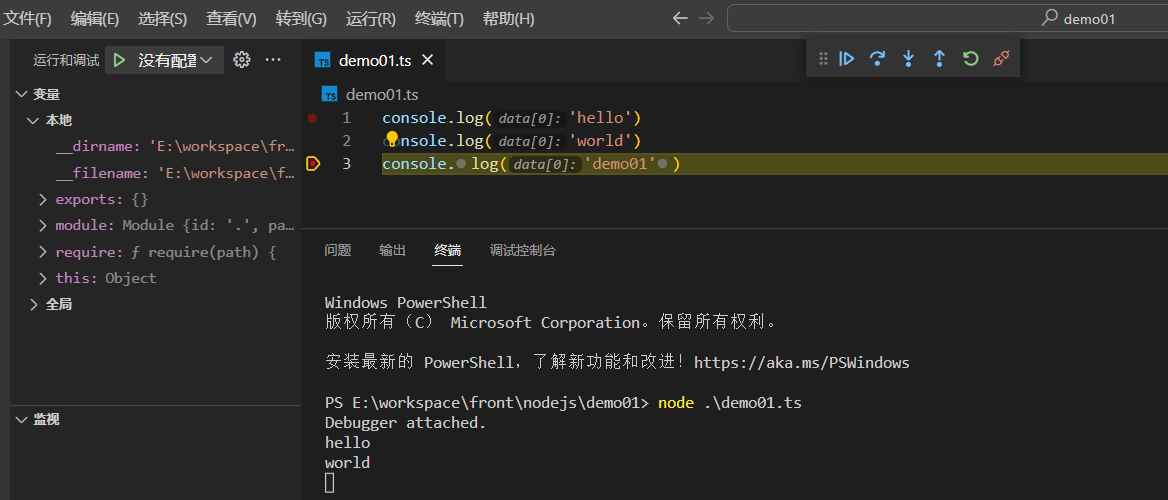 文件(F) 编辑(E) 选择(S) 查看(V) 转到(G) 运行(R) 终端(T) 帮助(H) demo01
运行和调试 没有配置 ···
TS demo01.ts
TS demo01.ts
变量
本地
__dirname: 'E:\workspace\fr…
__filename: 'E:\workspace\f…
exports: {}
module: Module {id: '.', pa…
require: ƒ require(path) {
this: Object
全局
监视
1 console.log(data[0]: 'hello')
2 console.log(data[0]: 'world')
3 console.log(data[0]: 'demo01')
问题 输出 终端 调试控制台
Windows PowerShell
版权所有（C） Microsoft Corporation。保留所有权利。
安装最新的 PowerShell，了解新功能和改进！https://aka.ms/PSWindows
PS E:\workspace\front\nodejs\demo01> node .\demo01.ts
Debugger attached.
hello
world